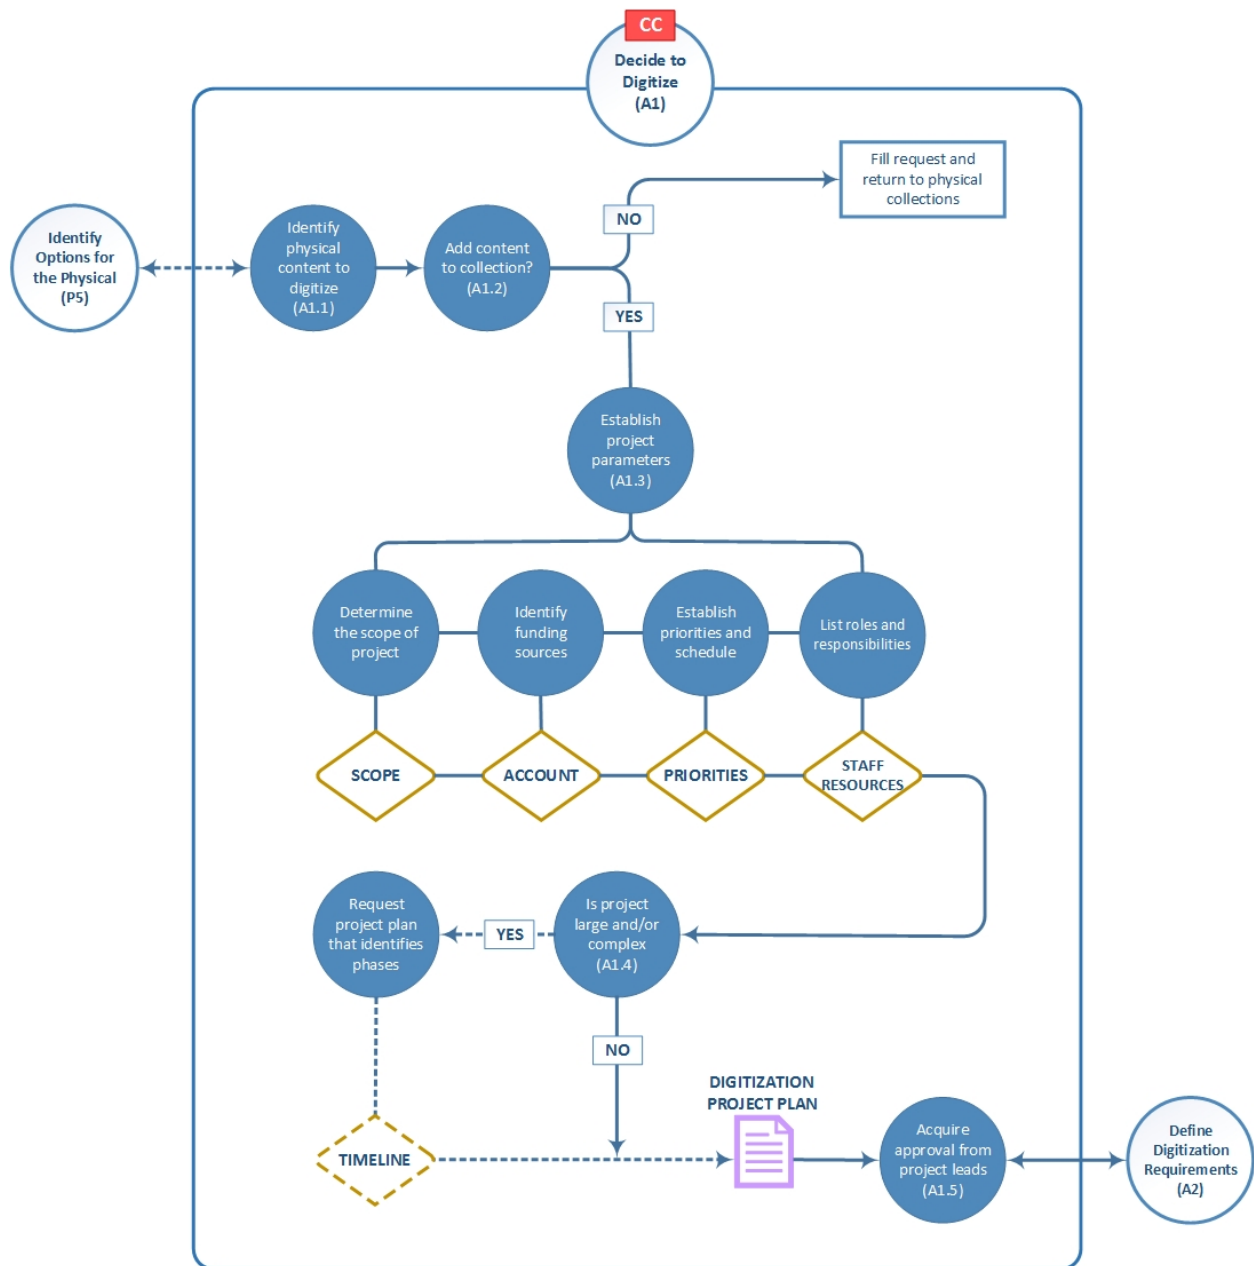 CC
Decide to
Digitize
(A1)
Fill request and
return to physical
collections
NO
Identify
Options for
the Physical
(P5)
Identify
physical
content to
digitize
(A1.1)
Add content
to collection?
(A1.2)
YES
Establish
project
parameters
(A1.3)
Determine
the scope of
project
Identify
funding
sources
Establish
priorities and
schedule
List roles and
responsibilities
SCOPE
ACCOUNT
PRIORITIES
STAFF
RESOURCES
Request
project plan
that identifies
phases
YES
Is project
large and/or
complex
(A1.4)
NO
DIGITIZATION
PROJECT PLAN
TIMELINE
Acquire
approval from
project leads
(A1.5)
Define
Digitization
Requirements
(A2)